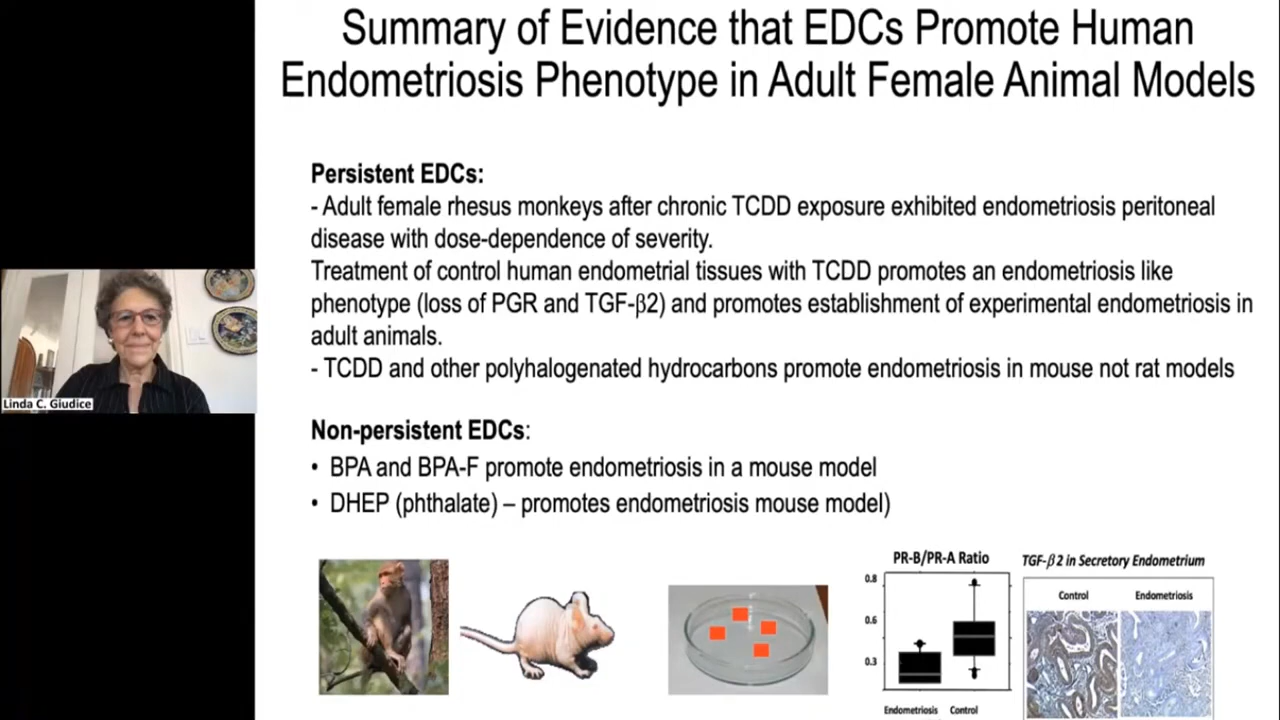 Summary of Evidence that EDCs Promote Human
Endometriosis Phenotype in Adult Female Animal Models
Persistent EDCs:
- Adult female rhesus monkeys after chronic TCDD exposure exhibited endometriosis peritoneal
disease with dose-dependence of severity.
Treatment of control human endometrial tissues with TCDD promotes an endometriosis like
phenotype (loss of PGR and TGF-β2) and promotes establishment of experimental endometriosis in
adult animals.
- TCDD and other polyhalogenated hydrocarbons promote endometriosis in mouse not rat models
Linda C. Giudice
Non-persistent EDCs:
• BPA and BPA-F promote endometriosis in a mouse model
• DHEP (phthalate) – promotes endometriosis mouse model)
PR-B/PR-A Ratio
0.8
0.6
0.3
Endometriosis Control
TGF-β2 in Secretory Endometrium
Control Endometriosis